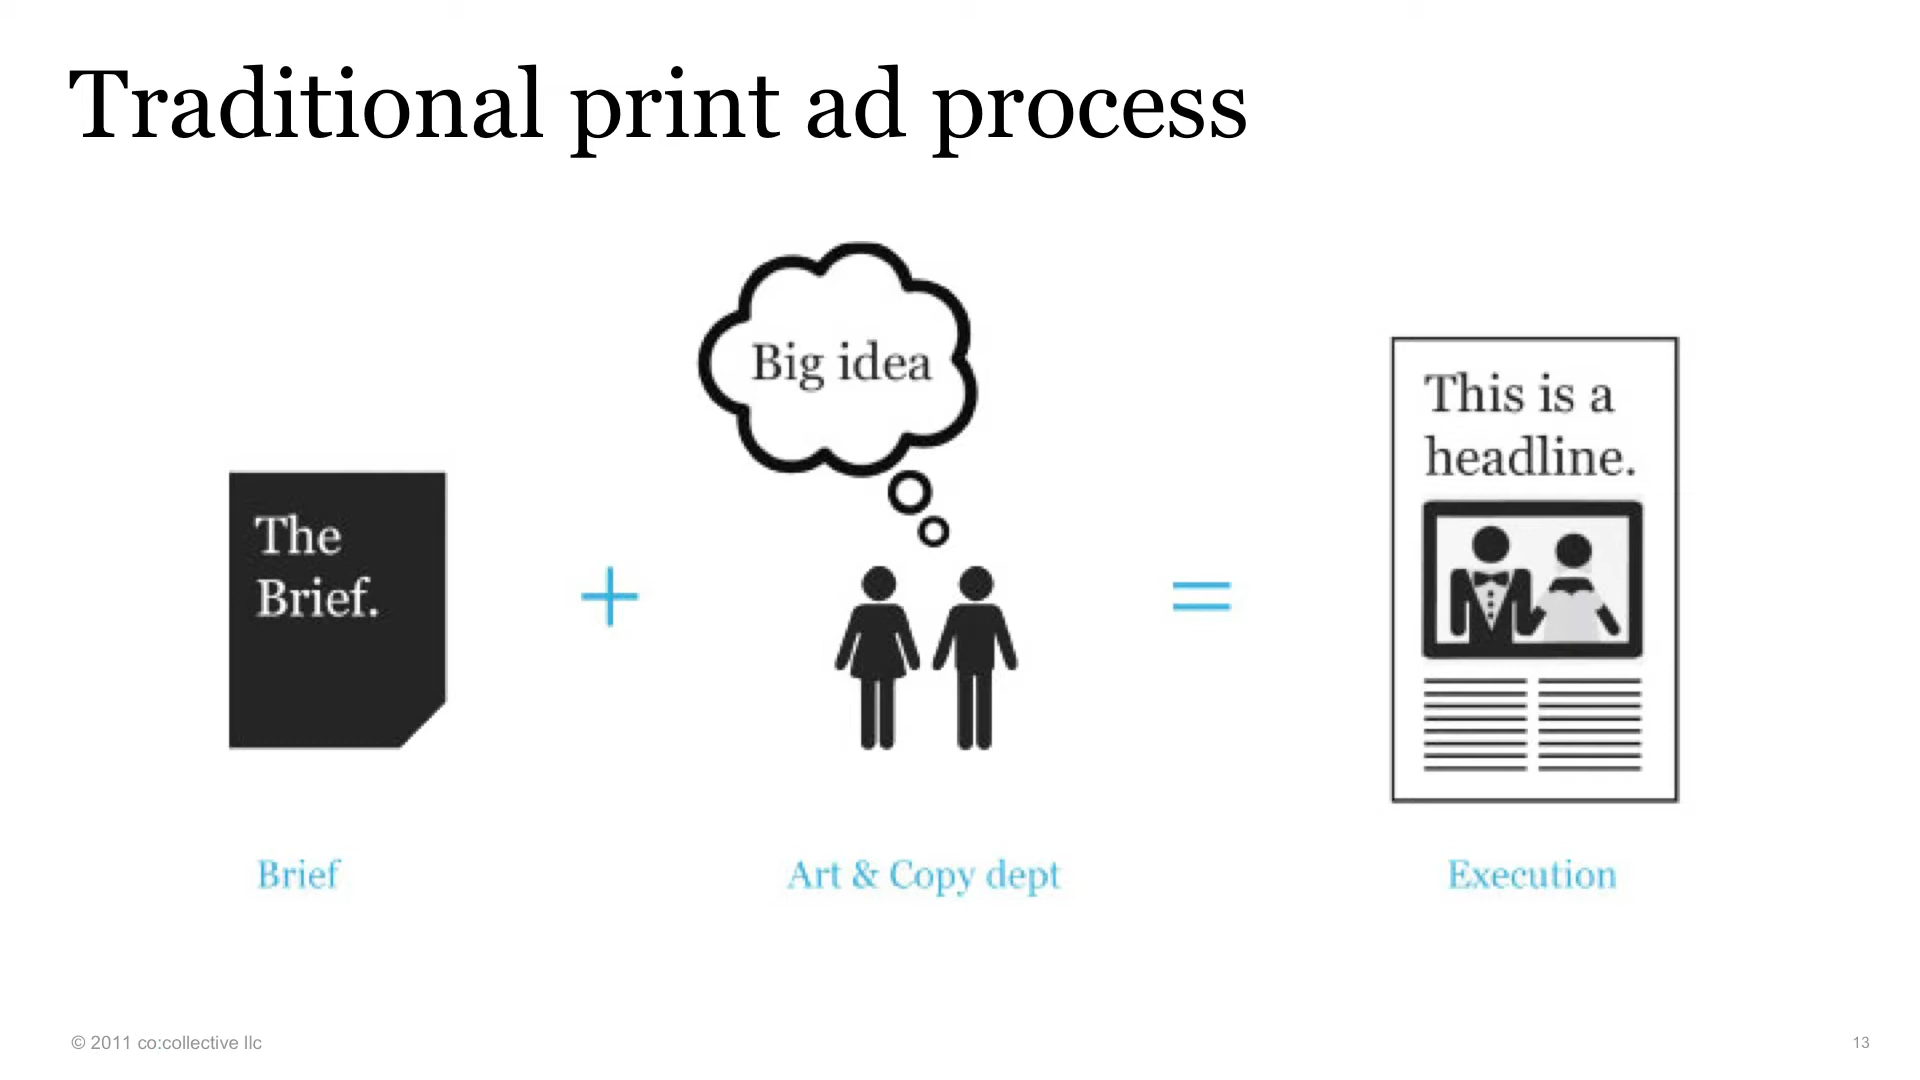 Traditional print ad process
Big idea
This is a
headline.
The
Brief.
+
=
Brief
Art & Copy dept
Execution
© 2011 co:collective llc
13